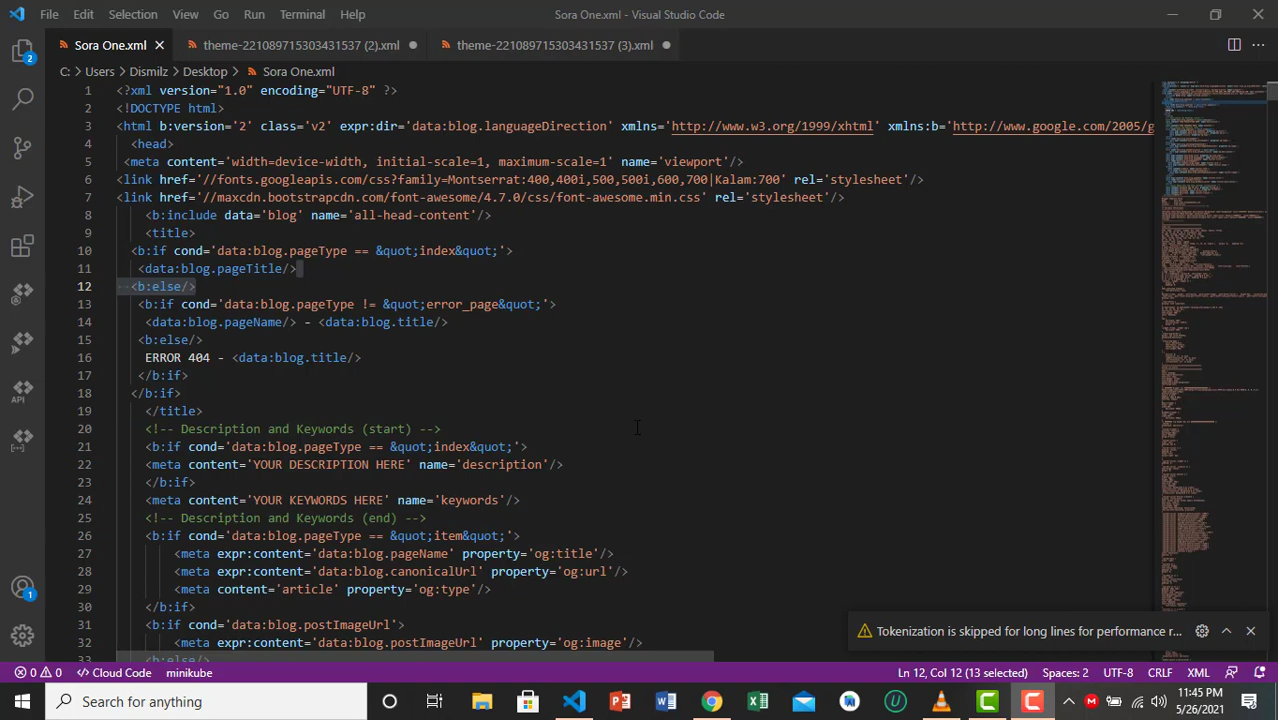 File Edit Selection View Go Run Terminal Help Sora One.xml - Visual Studio Code
Sora One.xml theme-221089715303431537 (2).xml theme-221089715303431537 (3).xml
C: > Users > Dismilz > Desktop > Sora One.xml
1 <?xml version="1.0" encoding="UTF-8" ?>
2 <!DOCTYPE html>
3 <html b:version='2' class='v2' expr:dir='data:blog.languageDirection' xmlns='http://www.w3.org/1999/xhtml' xmlns:b='http://www.google.com/2005/g
4 <head>
5 <meta content='width=device-width, initial-scale=1, maximum-scale=1' name='viewport'/>
6 <link href='//fonts.googleapis.com/css?family=Montserrat:400,400i,500,500i,600,700|Kalam:700' rel='stylesheet'/>
7 <link href='//maxcdn.bootstrapcdn.com/font-awesome/4.7.0/css/font-awesome.min.css' rel='stylesheet'/>
8 <b:include data='blog' name='all-head-content'/>
9 <title>
10 <b:if cond='data:blog.pageType == &quot;index&quot;'>
11 <data:blog.pageTitle/>
12 <b:else/>
13 <b:if cond='data:blog.pageType != &quot;error_page&quot;'>
14 <data:blog.pageName/> - <data:blog.title/>
15 <b:else/>
16 ERROR 404 - <data:blog.title/>
17 </b:if>
18 </b:if>
19 </title>
20 <!-- Description and Keywords (start) -->
21 <b:if cond='data:blog.pageType == &quot;index&quot;'>
22 <meta content='YOUR DESCRIPTION HERE' name='description'/>
23 </b:if>
24 <meta content='YOUR KEYWORDS HERE' name='keywords'/>
25 <!-- Description and Keywords (end) -->
26 <b:if cond='data:blog.pageType == &quot;item&quot;'>
27 <meta expr:content='data:blog.pageName' property='og:title'/>
28 <meta expr:content='data:blog.canonicalUrl' property='og:url'/>
29 <meta content='article' property='og:type'/>
30 </b:if>
31 <b:if cond='data:blog.postImageUrl'>
32 <meta expr:content='data:blog.postImageUrl' property='og:image'/>
33 <b:else/>
2
API
1
Tokenization is skipped for long lines for performance r...
0 0 Cloud Code minikube Ln 12, Col 12 (13 selected) Spaces: 2 UTF-8 CRLF XML
Type here to search
11:45 PM
5/26/2021